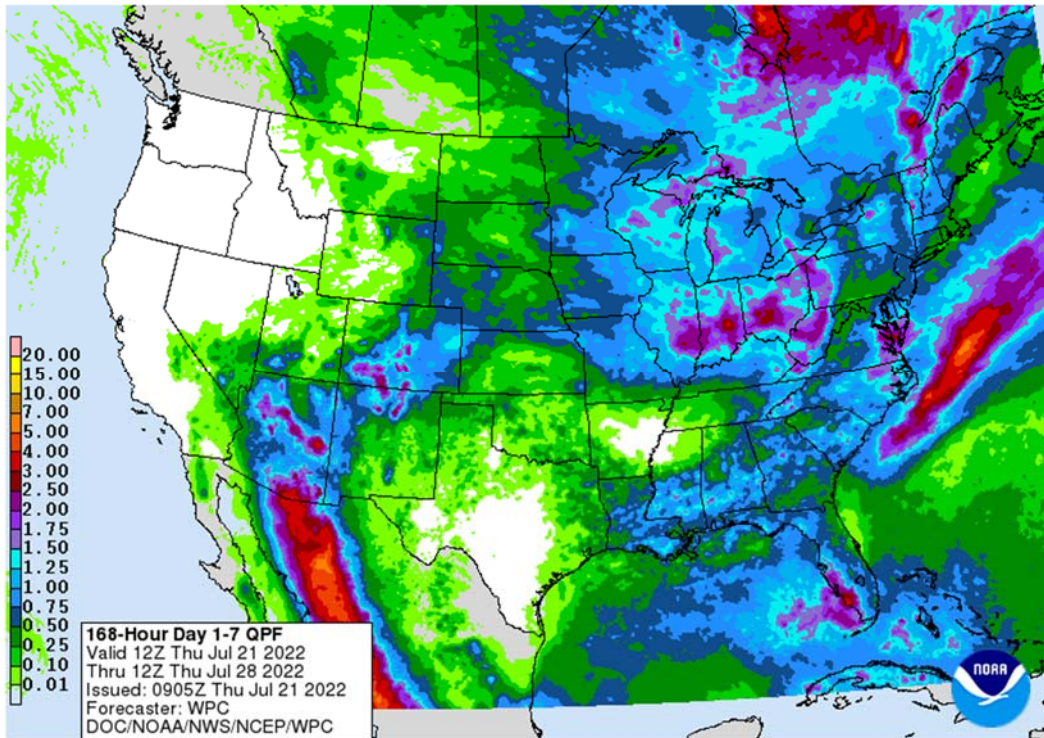 20.00
15.00
10.00
7.00
5.00
4.00
3.00
2.50
2.00
1.75
1.50
1.25
1.00
0.75
0.50
0.25
0.10
0.01
168-Hour Day 1-7 QPF
Valid 12Z Thu Jul 21 2022
Thru 12Z Thu Jul 28 2022
Issued: 0905Z Thu Jul 21 2022
Forecaster: WPC
DOC/NOAA/NWS/NCEP/WPC
NOAA